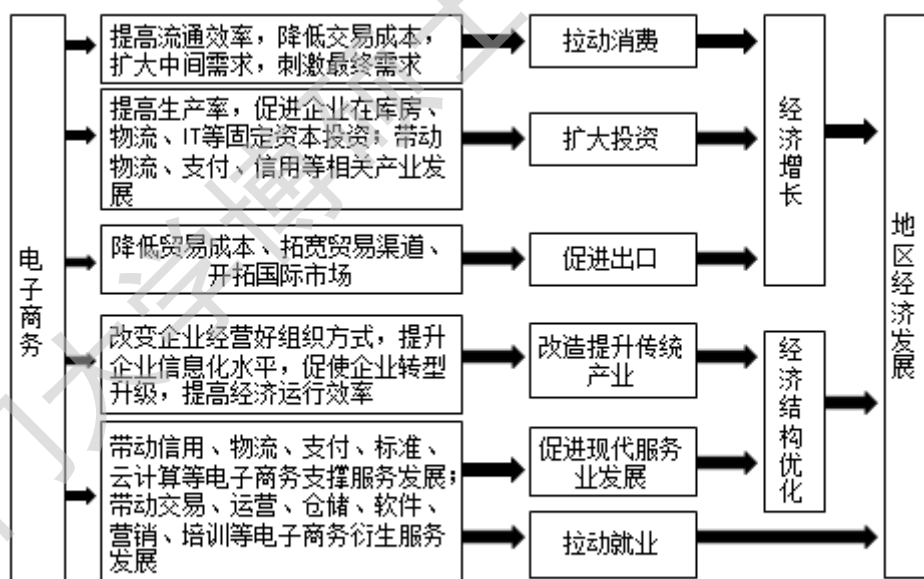 电子商务
提高流通效率，降低交易成本，
扩大中间需求，刺激最终需求
拉动消费
提高生产率，促进企业在库房、
物流、IT等固定资本投资；带动
物流、支付、信用等相关产业发
展
扩大投资
经济增长
降低贸易成本、拓宽贸易渠道、
开拓国际市场
促进出口
改变企业经营好组织方式，提升
企业信息化水平，促使企业转型
升级，提高经济运行效率
改造提升传统
产业
经济结构优化
带动信用、物流、支付、标准、
云计算等电子商务支撑服务发展；
带动交易、运营、仓储、软件、
营销、培训等电子商务衍生服务
发展
促进现代服务
业发展
拉动就业
地区经济发展
大学博硕士